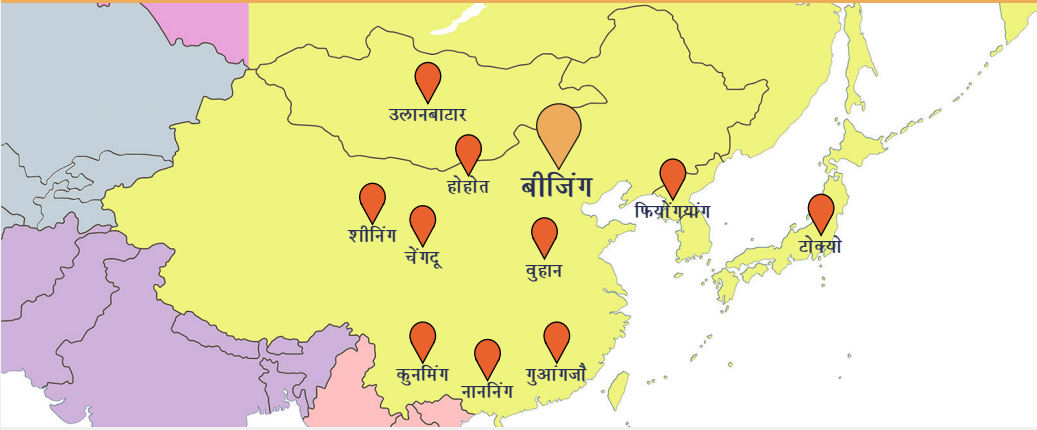 उलानबाटार
होहोत
बीजिंग
शीनिंग
चेंगदू
वुहान
फियोंगयांग
टोक्यो
कुनमिंग
नाननिंग
गुआंगजौ